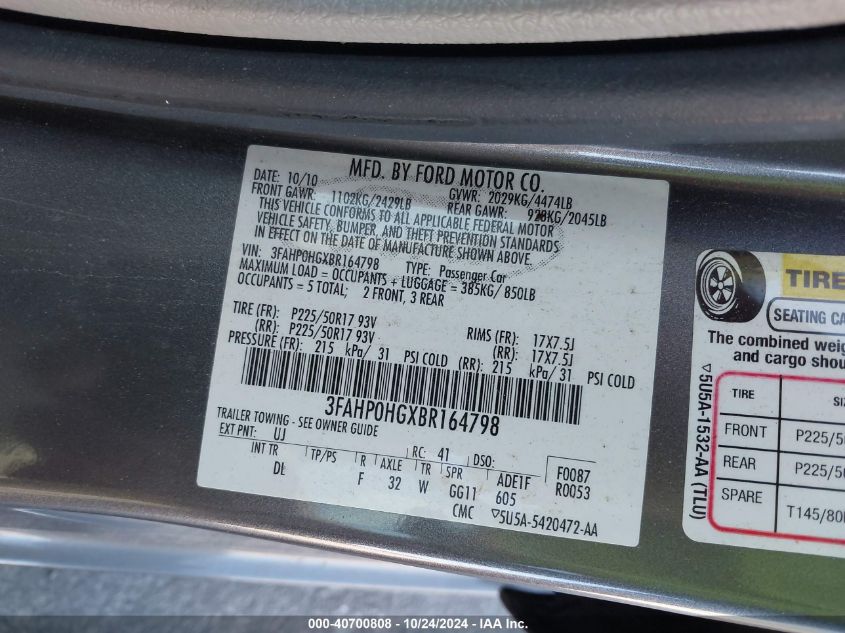 MFD. BY FORD MOTOR CO.
DATE: 10/10 GVWR: 2029KG/4474LB
FRONT GAWR: 1102KG/2429LB REAR GAWR: 928KG/2045LB
THIS VEHICLE CONFORMS TO ALL APPLICABLE FEDERAL MOTOR
VEHICLE SAFETY, BUMPER, AND THEFT PREVENTION STANDARDS
IN EFFECT ON THE DATE OF MANUFACTURE SHOWN ABOVE.
VIN: 3FAHP0HGXBR164798 TYPE: Passenger Car
MAXIMUM LOAD = OCCUPANTS + LUGGAGE = 385KG/ 850LB
OCCUPANTS = 5 TOTAL; 2 FRONT, 3 REAR
TIRE (FR): P225/50R17 93V RIMS (FR): 17X7.5J
(RR): P225/50R17 93V (RR): 17X7.5J
PRESSURE (FR): 215 kPa/ 31 PSI COLD (RR): 215 kPa/31 PSI COLD
3FAHP0HGXBR164798
TRAILER TOWING - SEE OWNER GUIDE
EXT PNT: UJ RC: 41 DSO: F0087
INT TR TP/PS R AXLE TR SPR ADE1F R0053
DL F 32 W GG11 605
CMC ▽5U5A-5420472-AA
TIRE
SEATING CA
The combined weig
and cargo shou
TIRE SI
FRONT P225/50
REAR P225/50
SPARE T145/80
▽5U5A-1532-AA (TLU)
000-40700808 - 10/24/2024 - IAA Inc.